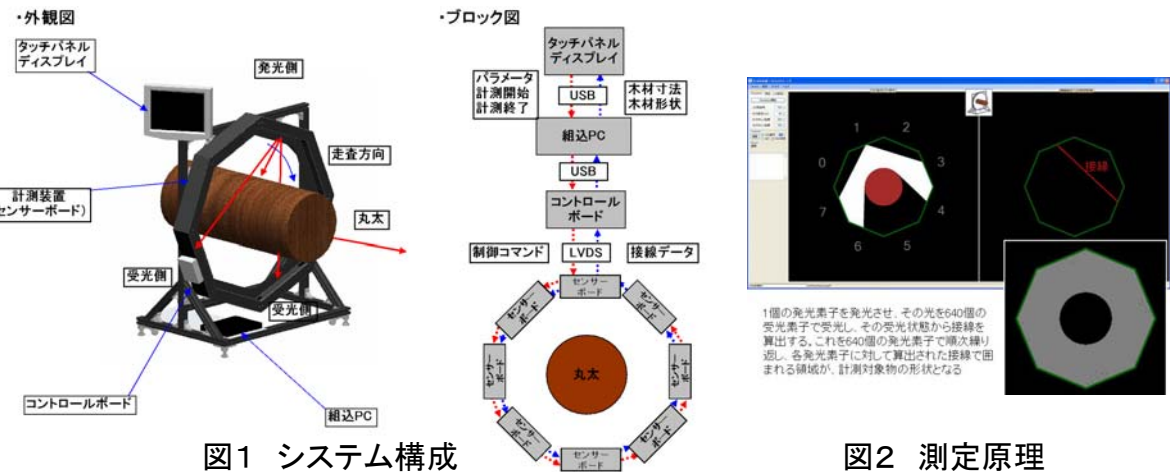 ・外観図
タッチパネル
ディスプレイ
発光側
走査方向
計測装置
センサーボード)
丸太
受光側
受光側
コントロールボード
組込PC
図1 システム構成
・ブロック図
タッチパネル
ディスプレイ
パラメータ
計測開始
計測終了
USB
木材寸法
木材形状
組込PC
USB
コントロール
ボード
制御コマンド
LVDS
接線データ
センサー
ボード
センサー
ボード
センサー
ボード
センサー
ボード
センサー
ボード
センサー
ボード
センサー
ボード
センサー
ボード
丸太
1
2
0
3
7
4
6
5
接線
1個の発光素子を発光させ、その光を640個の
受光素子で受光し、その受光状態から接線を
算出する。これを640個の発光素子で順次繰り
返し、各発光素子に対して算出された接線で囲
まれる領域が、計測対象物の形状となる
図2 測定原理